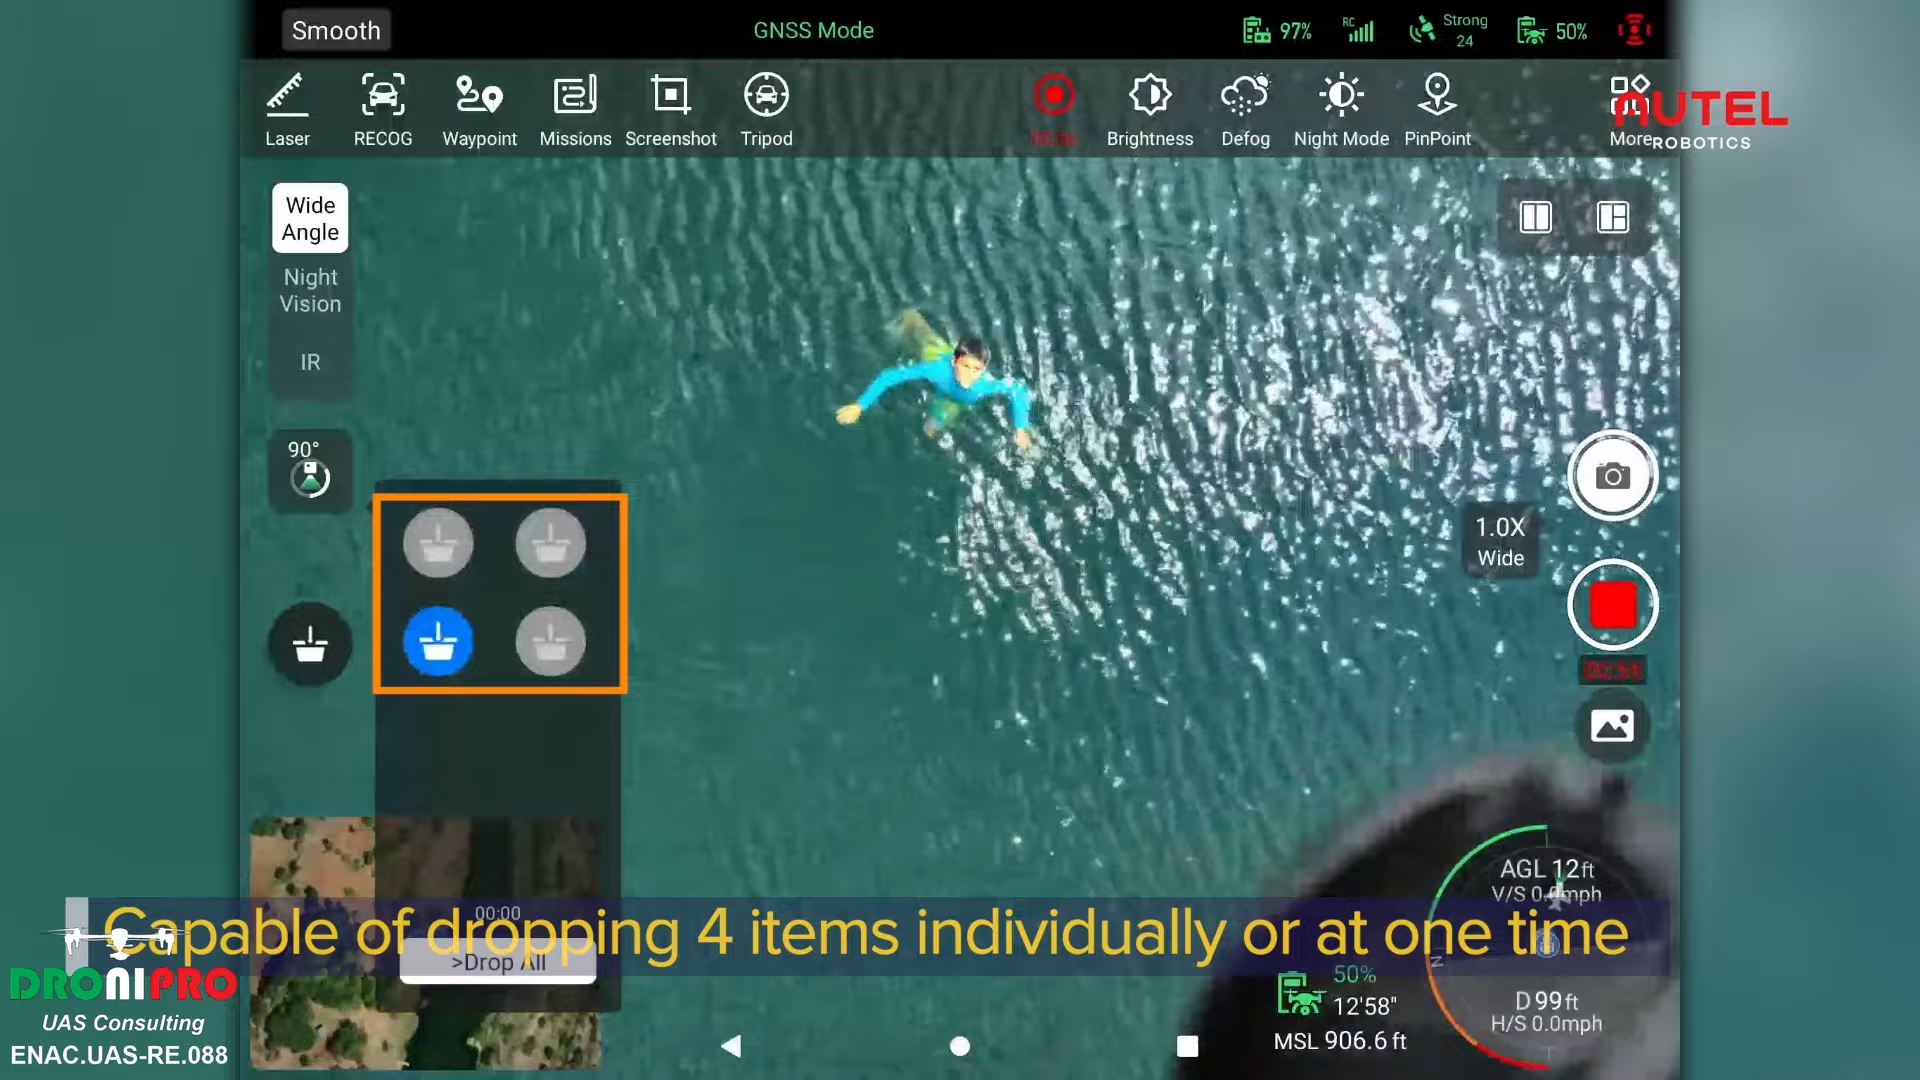 Smooth
GNSS Mode
97%
RC
Strong
24
50%
Laser
RECOG
Waypoint
Missions
Screenshot
Tripod
Brightness
Defog
Night Mode
PinPoint
More
AUTEL
ROBOTICS
Wide
Angle
Night
Vision
IR
90°
1.0X
Wide
AGL 12ft
V/S 0.0mph
00:00
Capable of dropping 4 items individually or at one time
>Drop All
N
50%
12'58"
D 99ft
H/S 0.0mph
MSL 906.6 ft
DRONIPRO
UAS Consulting
ENAC.UAS-RE.088